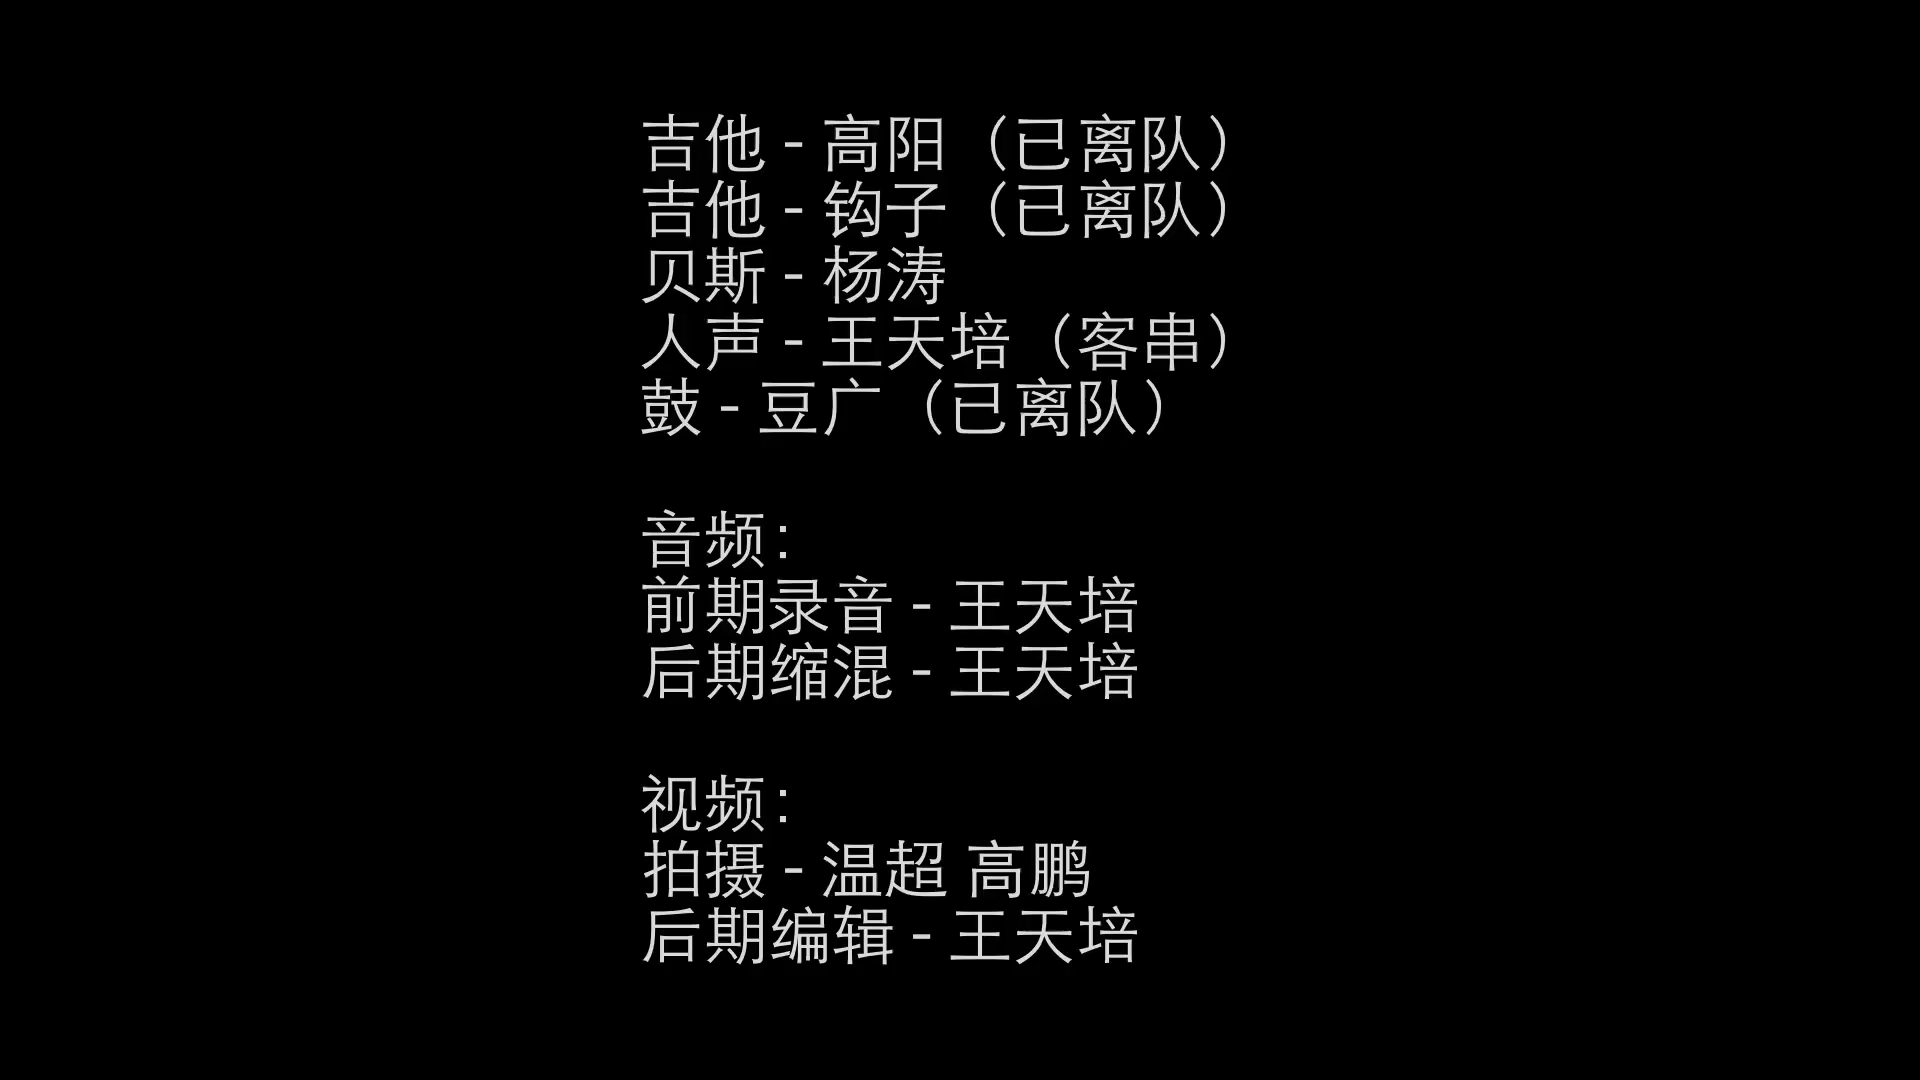 吉他 - 高阳（已离队）
吉他 - 钩子（已离队）
贝斯 - 杨涛
人声 - 王天培（客串）
鼓 - 豆广（已离队）
音频：
前期录音 - 王天培
后期缩混 - 王天培
视频：
拍摄 - 温超 高鹏
后期编辑 - 王天培